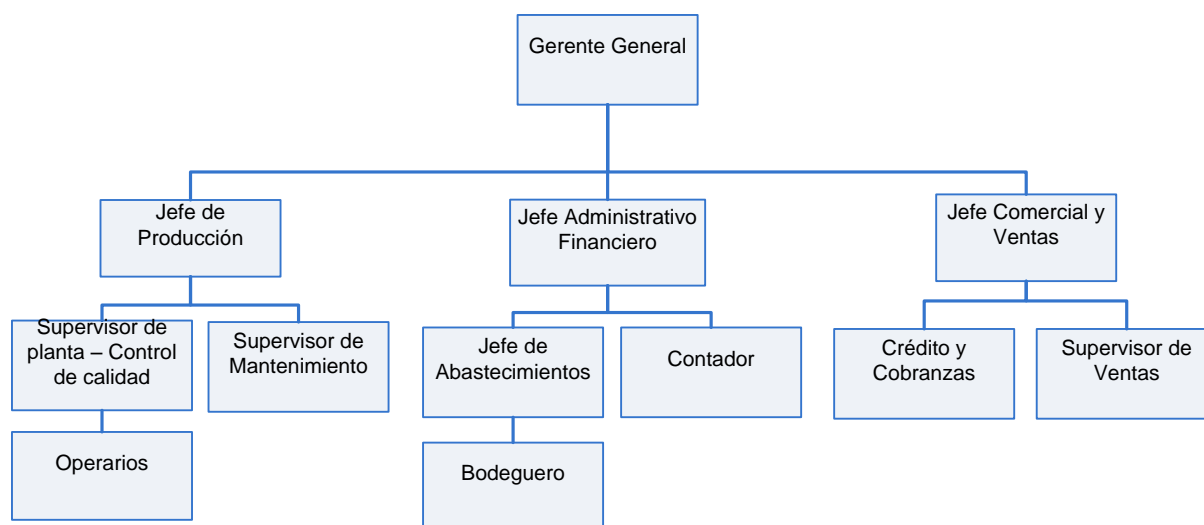 Gerente General
Jefe de
Producción
Jefe Administrativo
Financiero
Jefe Comercial y
Ventas
Supervisor de
planta – Control
de calidad
Supervisor de
Mantenimiento
Jefe de
Abastecimientos
Contador
Crédito y
Cobranzas
Supervisor de
Ventas
Operarios
Bodeguero